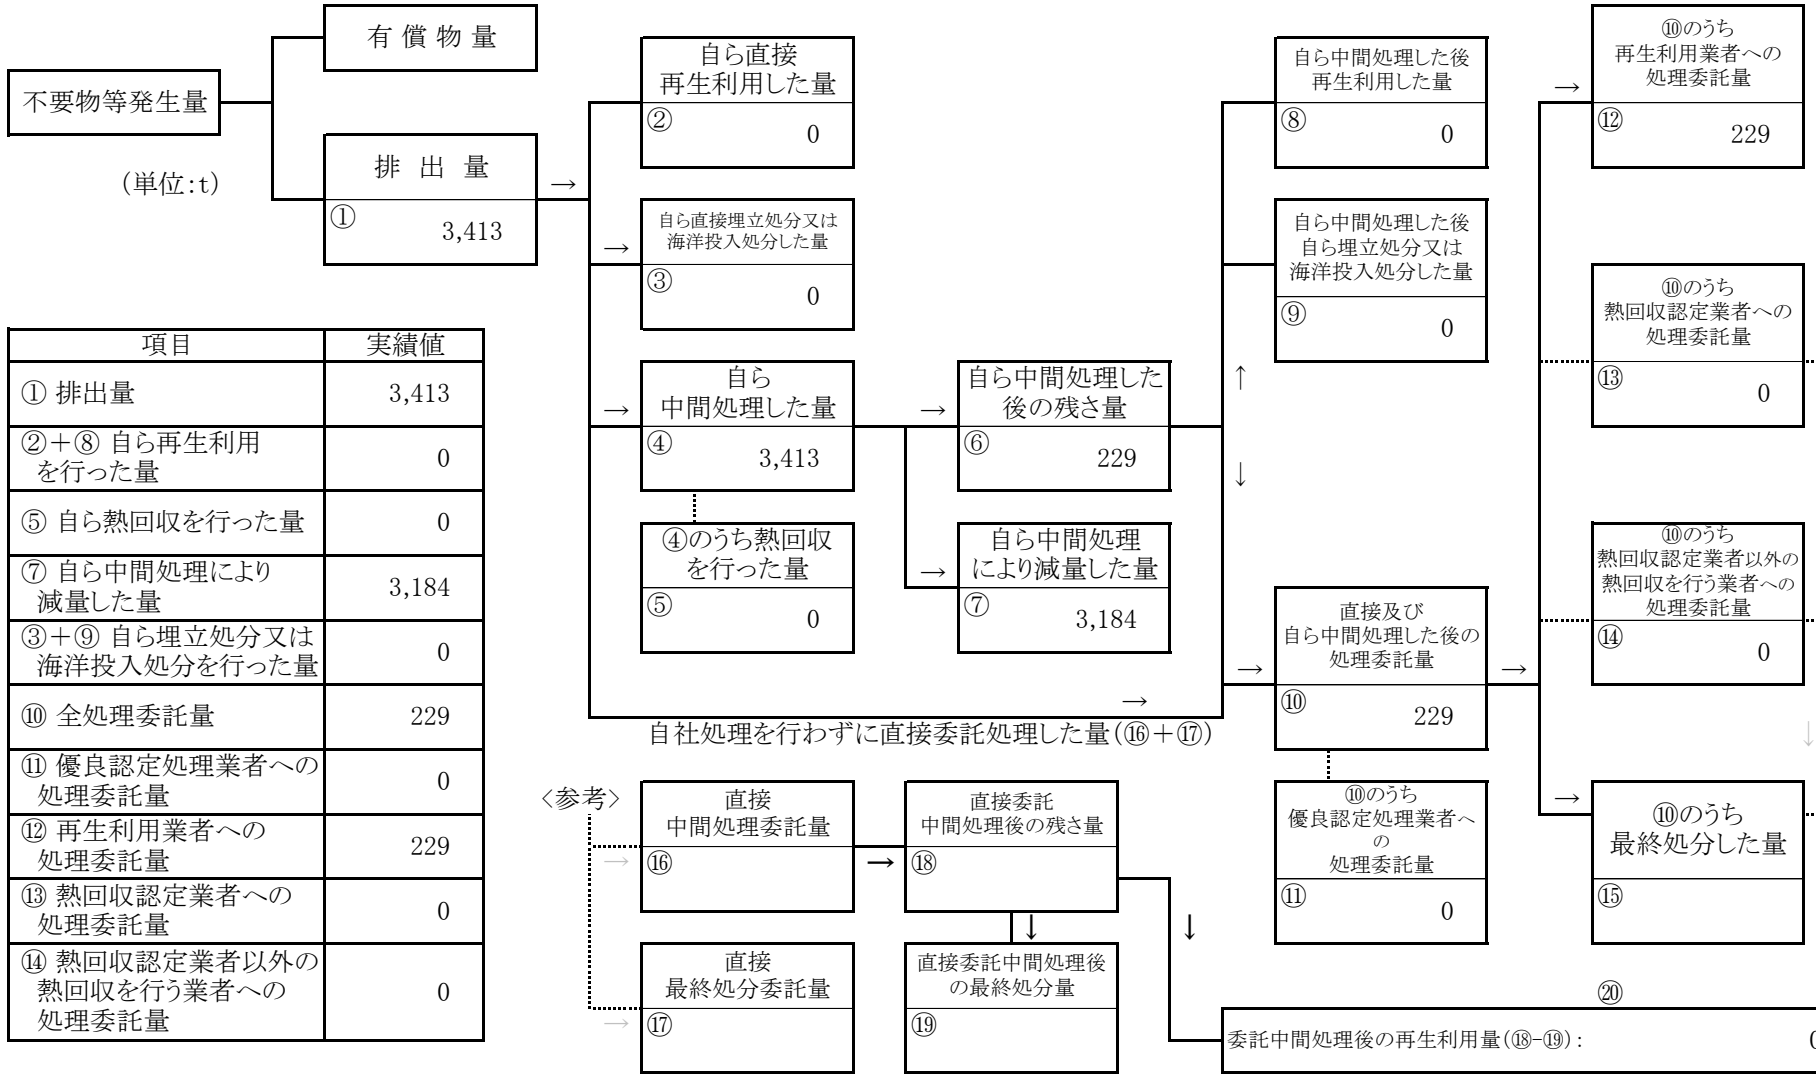 不要物等発生量
有 償 物 量
(単位:t)
排 出 量
①
3,413
→
自ら直接
再生利用した量
②
0
→
自ら直接埋立処分又は
海洋投入処分した量
③
0
→
自ら
中間処理した量
④
3,413
④のうち熱回収
を行った量
⑤
0
→
自ら中間処理した
後の残さ量
⑥
229
→
自ら中間処理
により減量した量
⑦
3,184
↑
↓
自ら中間処理した後
再生利用した量
⑧
0
自ら中間処理した後
自ら埋立処分又は
海洋投入処分した量
⑨
0
→
自社処理を行わずに直接委託処理した量(⑯+⑰)
→
直接及び
自ら中間処理した後の
処理委託量
⑩
229
⑩のうち
優良認定処理業者へ
の
処理委託量
⑪
0
→
→
⑩のうち
再生利用業者への
処理委託量
⑫
229
⑩のうち
熱回収認定業者への
処理委託量
⑬
0
⑩のうち
熱回収認定業者以外の
熱回収を行う業者への
処理委託量
⑭
0
↓
→
⑩のうち
最終処分した量
⑮
項目 実績値
① 排出量 3,413
②+⑧ 自ら再生利用
を行った量 0
⑤ 自ら熱回収を行った量 0
⑦ 自ら中間処理により
減量した量 3,184
③+⑨ 自ら埋立処分又は
海洋投入処分を行った量 0
⑩ 全処理委託量 229
⑪ 優良認定処理業者への
処理委託量 0
⑫ 再生利用業者への
処理委託量 229
⑬ 熱回収認定業者への
処理委託量 0
⑭ 熱回収認定業者以外の
熱回収を行う業者への
処理委託量 0
〈参考〉
→
直接
中間処理委託量
⑯
→
直接委託
中間処理後の残さ量
⑱
↓
↓
→
直接
最終処分委託量
⑰
直接委託中間処理後
の最終処分量
⑲
⑳
委託中間処理後の再生利用量(⑱-⑲): 0